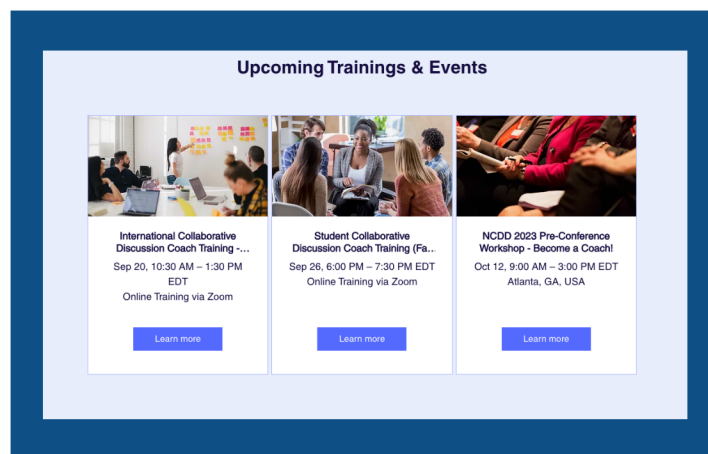 Upcoming Trainings & Events
International Collaborative
Discussion Coach Training -…
Sep 20, 10:30 AM – 1:30 PM
EDT
Online Training via Zoom
Learn more
Student Collaborative
Discussion Coach Training (Fa…
Sep 26, 6:00 PM – 7:30 PM EDT
Online Training via Zoom
Learn more
NCDD 2023 Pre-Conference
Workshop - Become a Coach!
Oct 12, 9:00 AM – 3:00 PM EDT
Atlanta, GA, USA
Learn more